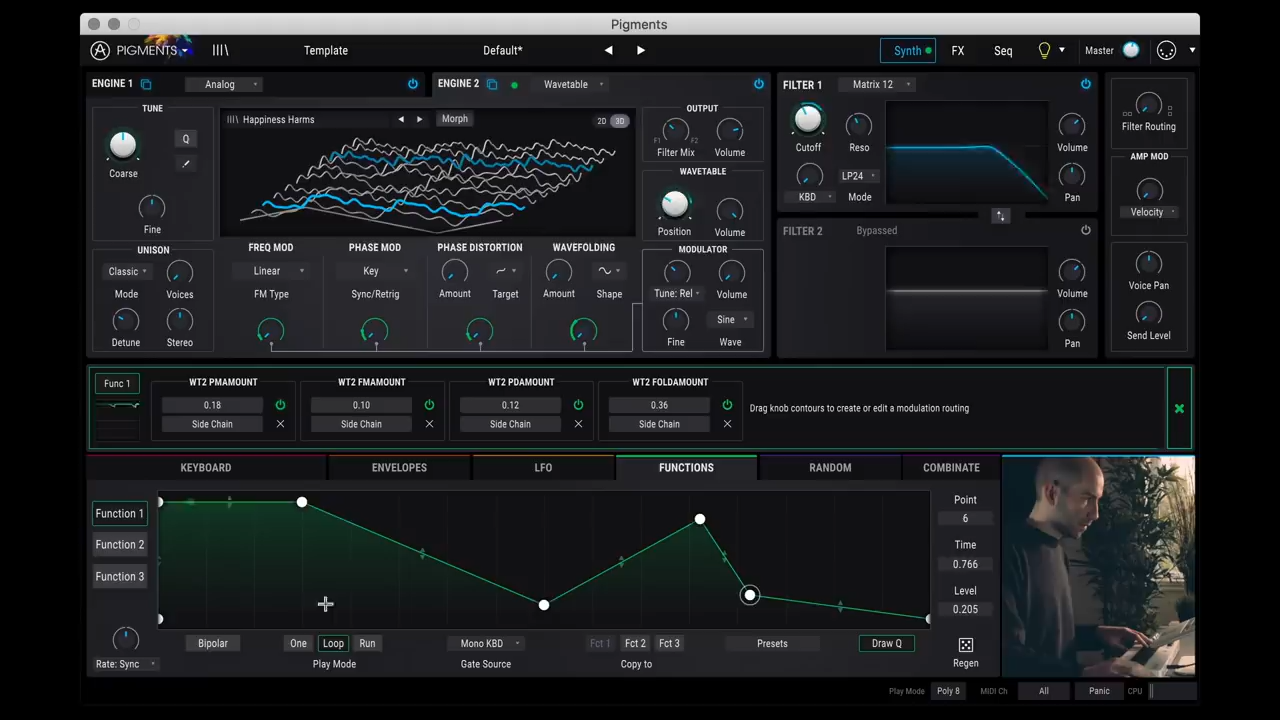 Pigments
PIGMENTS Template Default* Synth FX Seq Master
ENGINE 1 Analog ENGINE 2 Wavetable
TUNE
Coarse
Q
Fine
Happiness Harms Morph 2D 3D
OUTPUT
F1 F2
Filter Mix Volume
WAVETABLE
Position Volume
UNISON
Classic
Mode Voices
Detune Stereo
FREQ MOD PHASE MOD PHASE DISTORTION WAVEFOLDING
Linear Key
FM Type Sync/Retrig Amount Target Amount Shape
MODULATOR
Tune: Rel Volume
Sine
Fine Wave
FILTER 1 Matrix 12
Cutoff Reso
KBD LP24
Mode
Volume
Pan
FILTER 2 Bypassed
Volume
Pan
Filter Routing
AMP MOD
Velocity
Voice Pan
Send Level
Func 1 WT2 PMAMOUNT WT2 FMAMOUNT WT2 PDAMOUNT WT2 FOLDAMOUNT
0.18 0.10 0.12 0.36
Side Chain Side Chain Side Chain Side Chain
Drag knob contours to create or edit a modulation routing
KEYBOARD ENVELOPES LFO FUNCTIONS RANDOM COMBINATE
Function 1
Function 2
Function 3
Point
6
Time
0.766
Level
0.205
Rate: Sync
Bipolar One Loop Run Mono KBD Fct 1 Fct 2 Fct 3 Presets Draw Q
Play Mode Gate Source Copy to
Regen
Play Mode Poly 8 MIDI Ch All Panic CPU